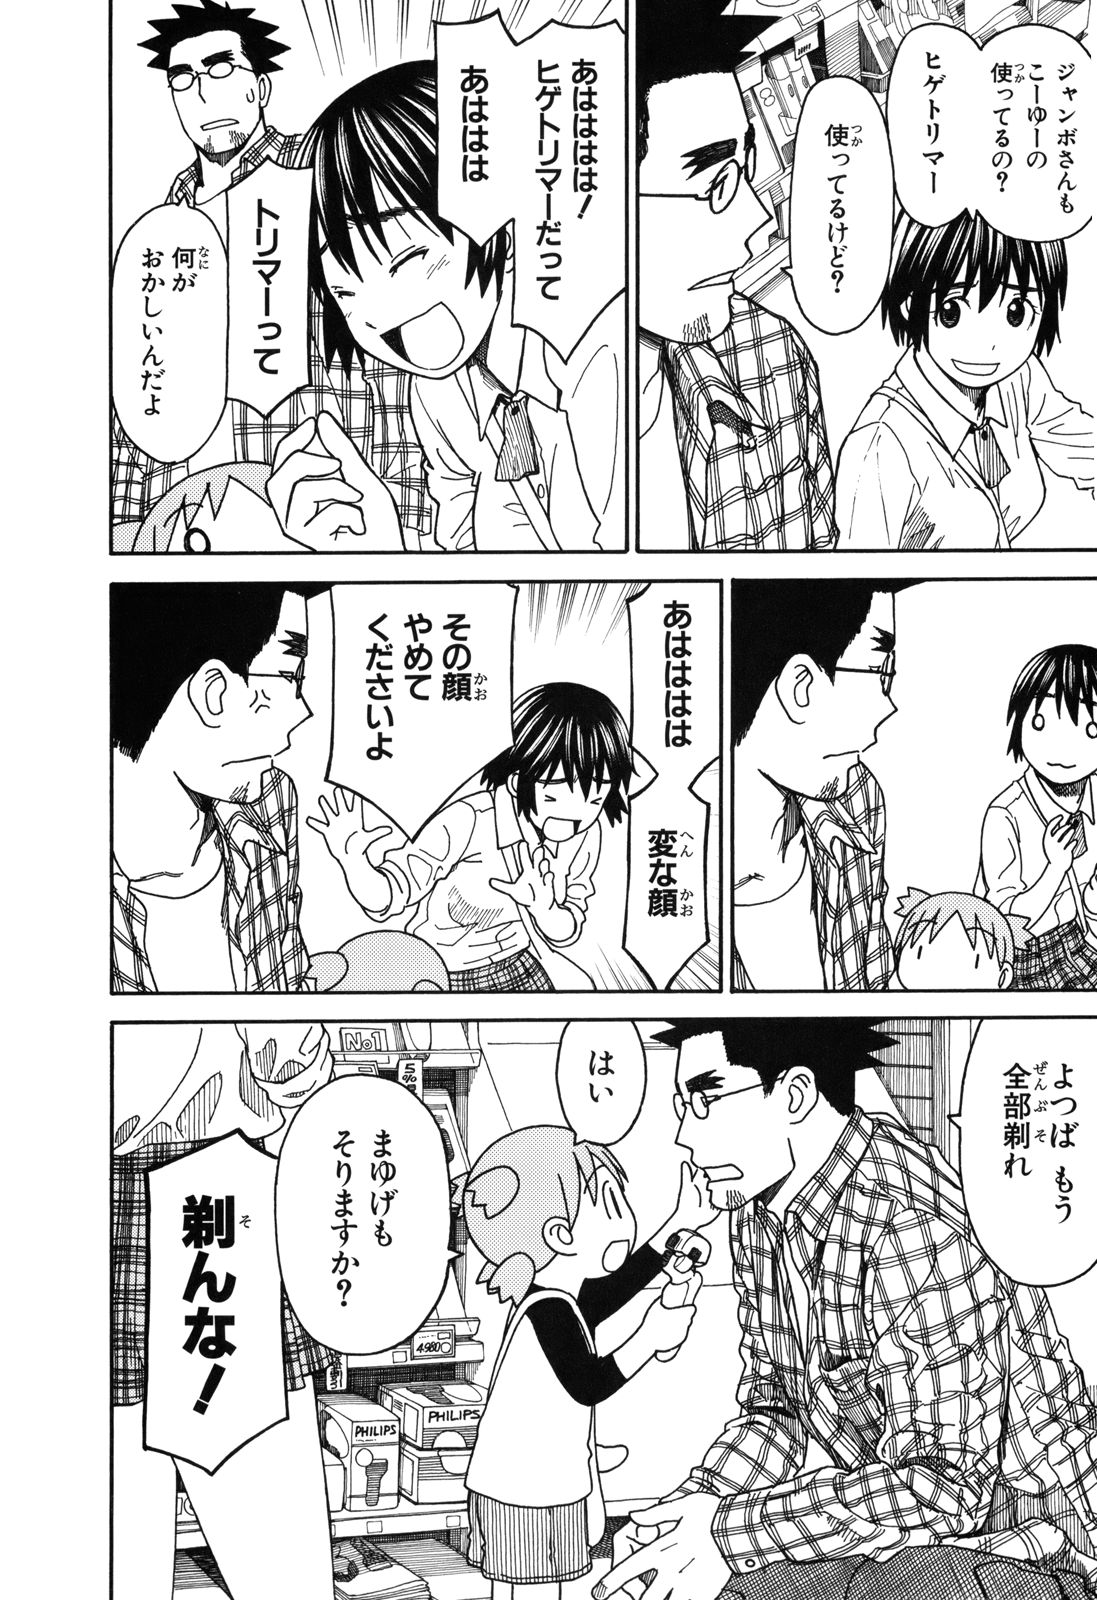 ジャンボさんも
こーゆーの
使ってるの?
ヒゲトリマー
使ってるけど?
あはははは!
ヒゲトリマーだって
あははは
トリマーって
何が
おかしいんだよ
あはははは
変な顔
その顔
やめて
くださいよ
よつば もう
全部剃れ
はい
まゆげも
そりますか?
剃んな!
No1
5%
4980
PHILIPS
PHILIPS